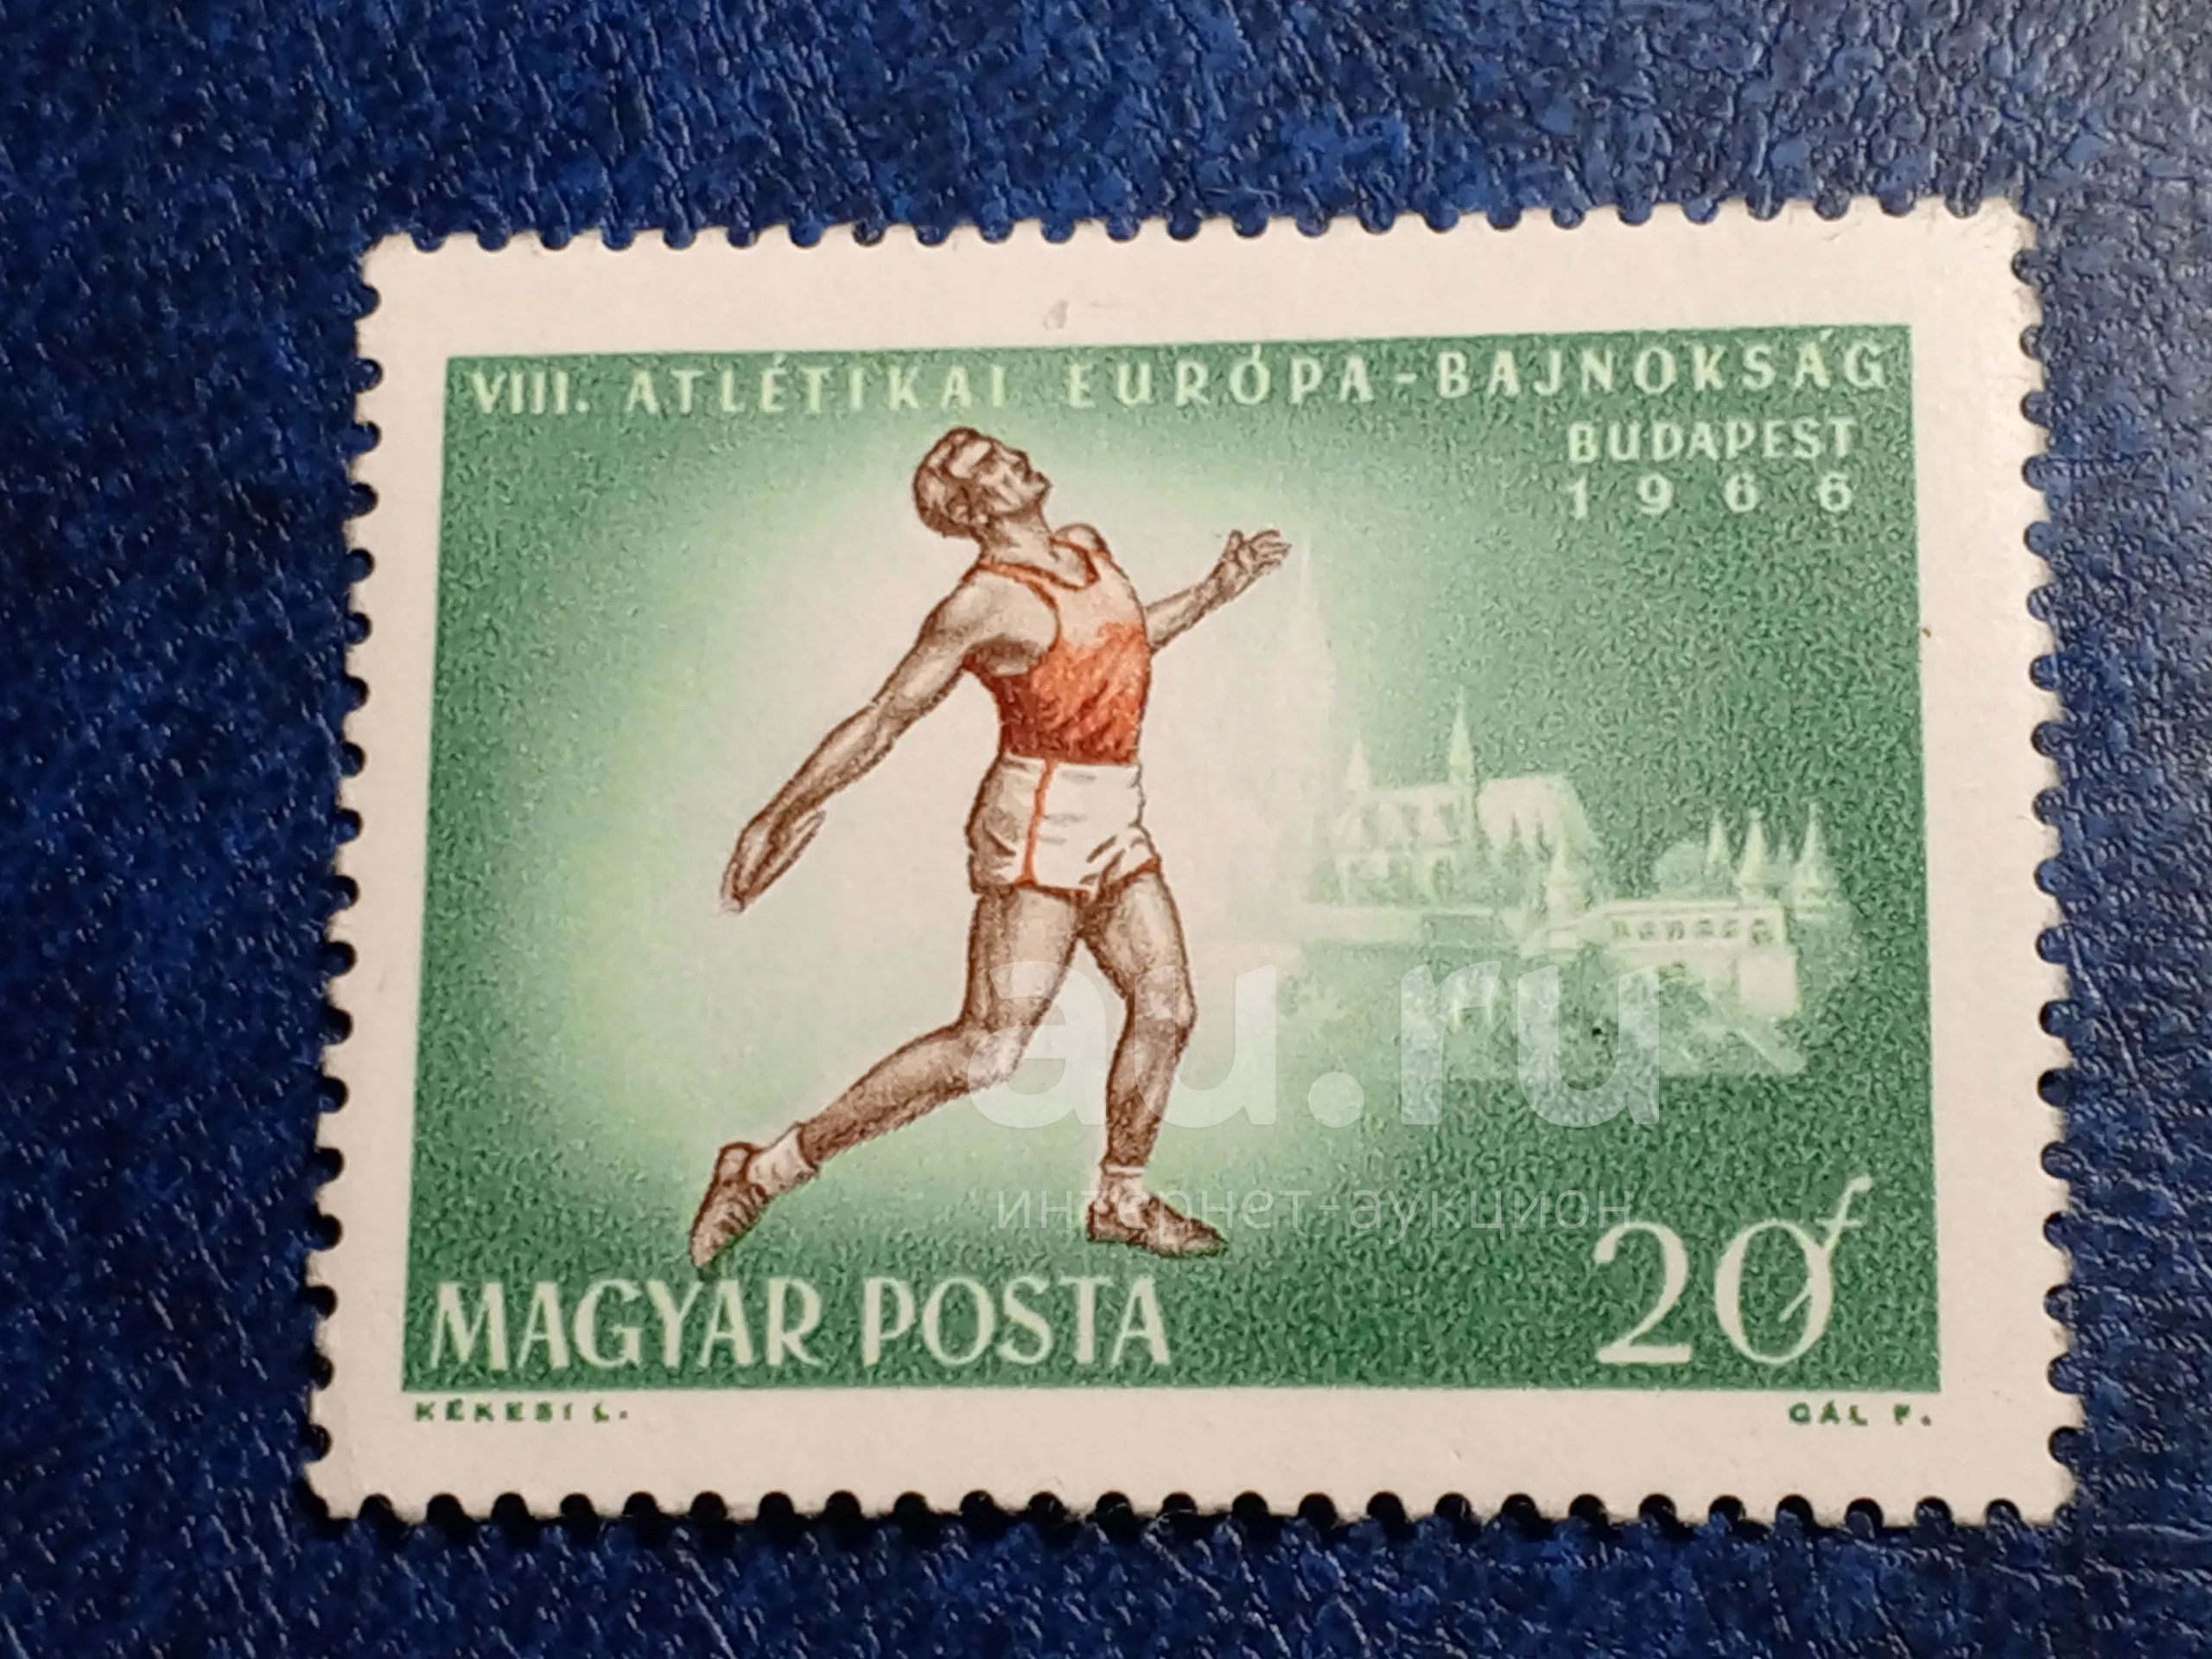 VIII. ATLÉTIKAI EURÓPA-BAJNOKSÁG
BUDAPEST
1966
au.ru
интернет-аукцион
MAGYAR POSTA
20f
KÉKESI L.
GÁL F.